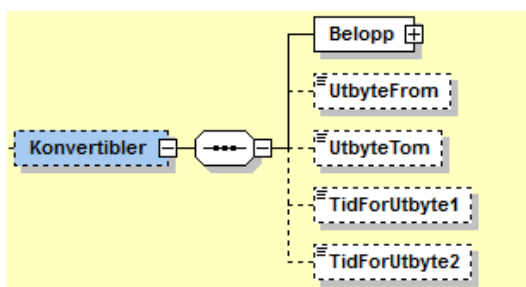 Belopp
UtbyteFrom
Konvertibler
UtbyteTom
TidForUtbyte1
TidForUtbyte2